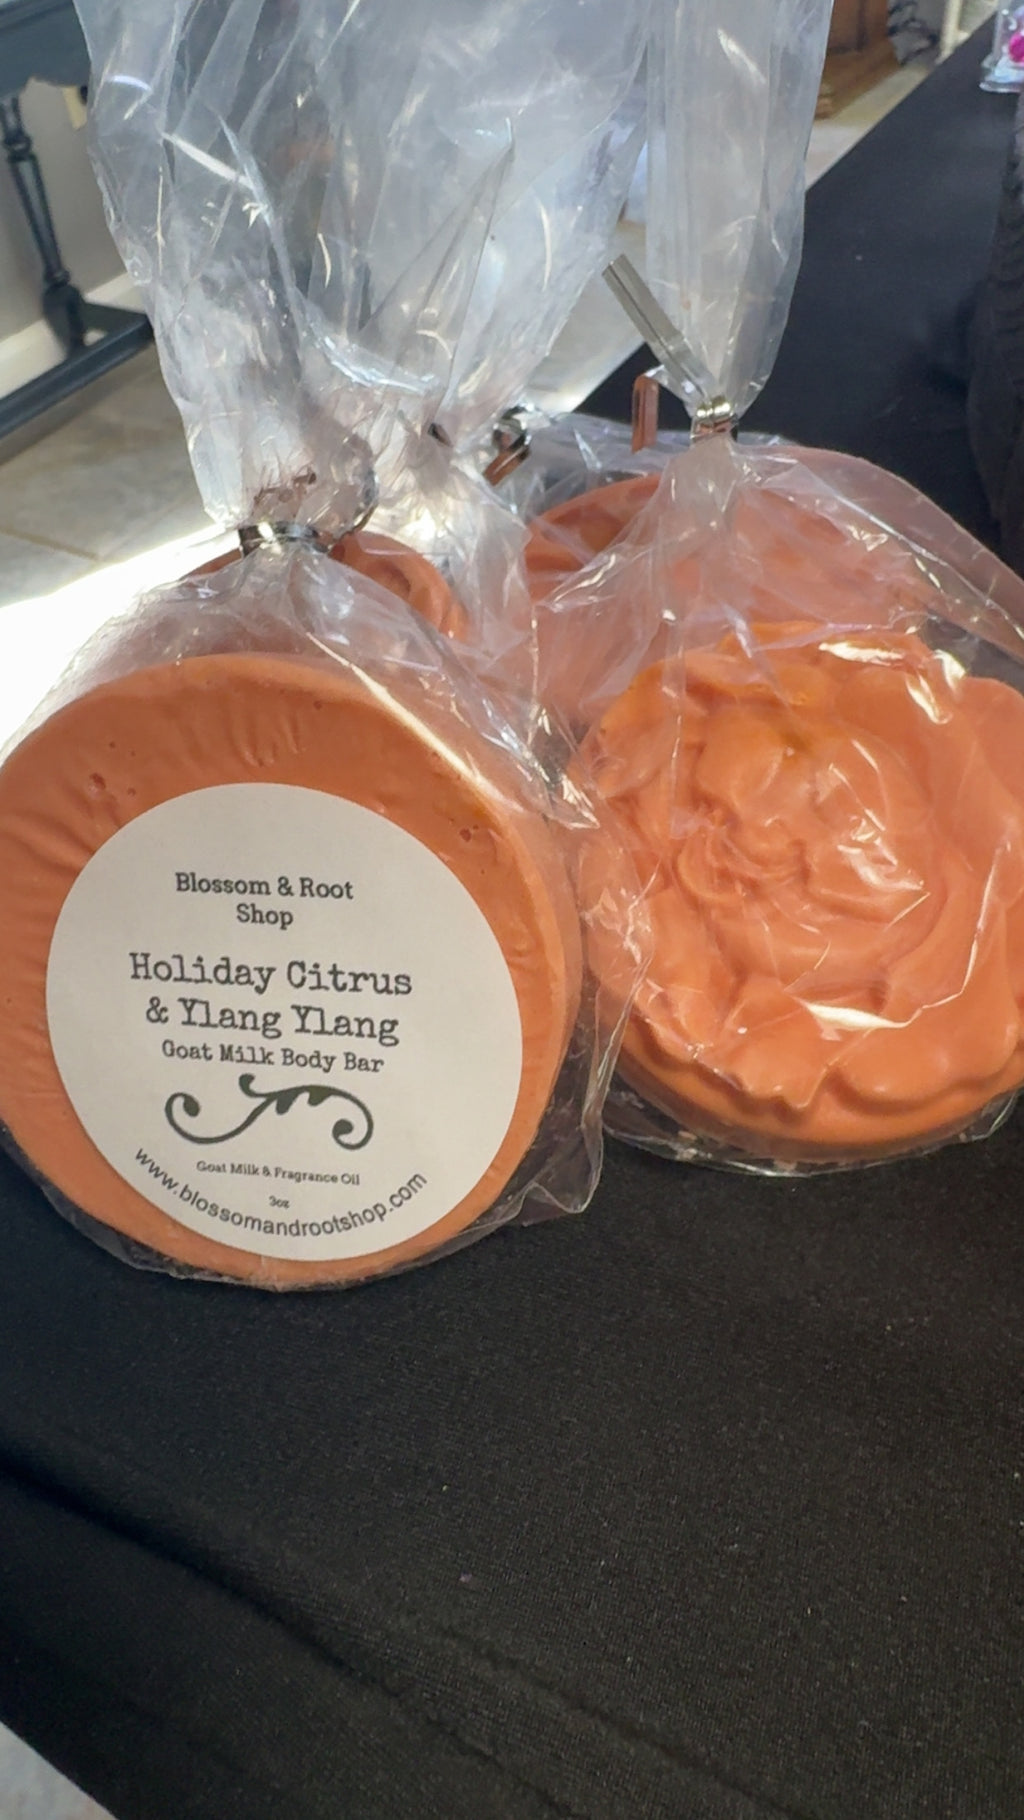 Blossom & Root
Shop
Holiday Citrus
& Ylang Ylang
Goat Milk Body Bar
Goat Milk & Fragrance Oil
3oz
www.blossomandrootshop.com